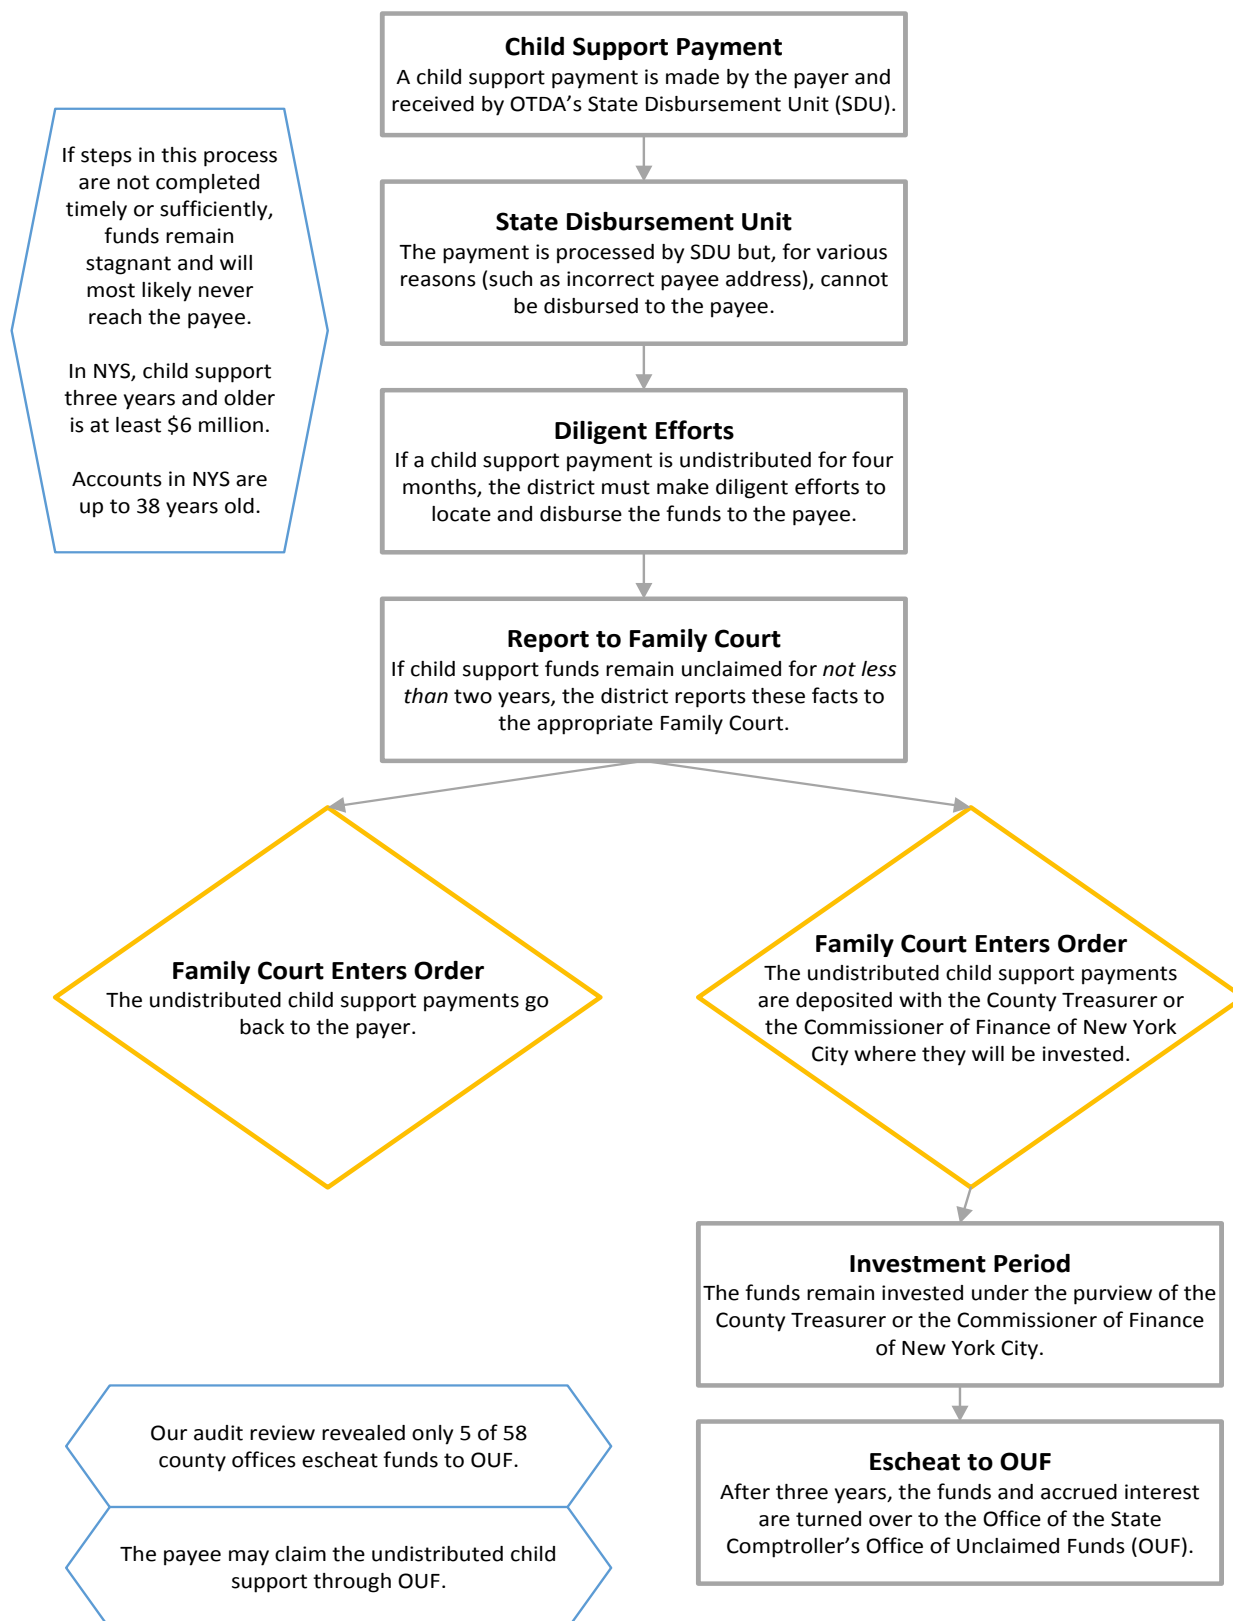 Child Support Payment
A child support payment is made by the payer and
received by OTDA’s State Disbursement Unit (SDU).
If steps in this process
are not completed
timely or sufficiently,
funds remain
stagnant and will
most likely never
reach the payee.
In NYS, child support
three years and older
is at least $6 million.
Accounts in NYS are
up to 38 years old.
State Disbursement Unit
The payment is processed by SDU but, for various
reasons (such as incorrect payee address), cannot
be disbursed to the payee.
Diligent Efforts
If a child support payment is undistributed for four
months, the district must make diligent efforts to
locate and disburse the funds to the payee.
Report to Family Court
If child support funds remain unclaimed for not less
than two years, the district reports these facts to
the appropriate Family Court.
Family Court Enters Order
The undistributed child support payments go
back to the payer.
Family Court Enters Order
The undistributed child support payments
are deposited with the County Treasurer or
the Commissioner of Finance of New York
City where they will be invested.
Investment Period
The funds remain invested under the purview of the
County Treasurer or the Commissioner of Finance
of New York City.
Our audit review revealed only 5 of 58
county offices escheat funds to OUF.
The payee may claim the undistributed child
support through OUF.
Escheat to OUF
After three years, the funds and accrued interest
are turned over to the Office of the State
Comptroller’s Office of Unclaimed Funds (OUF).